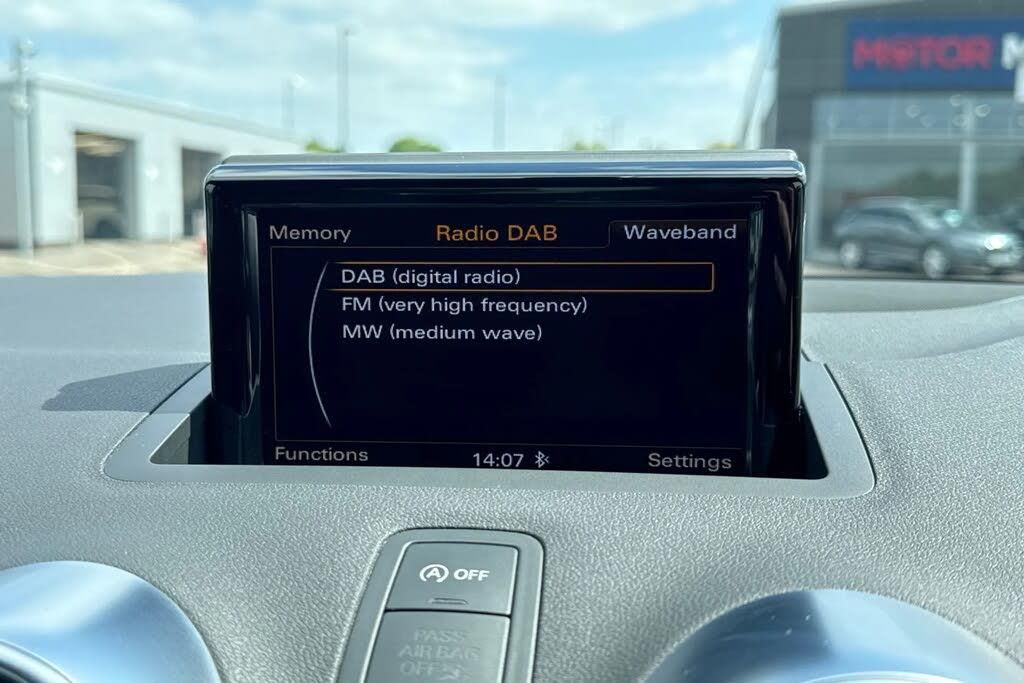 MOTOR
Memory Radio DAB Waveband
DAB (digital radio)
FM (very high frequency)
MW (medium wave)
Functions 14:07 Settings
A OFF
PASS
AIR BAG
OFF